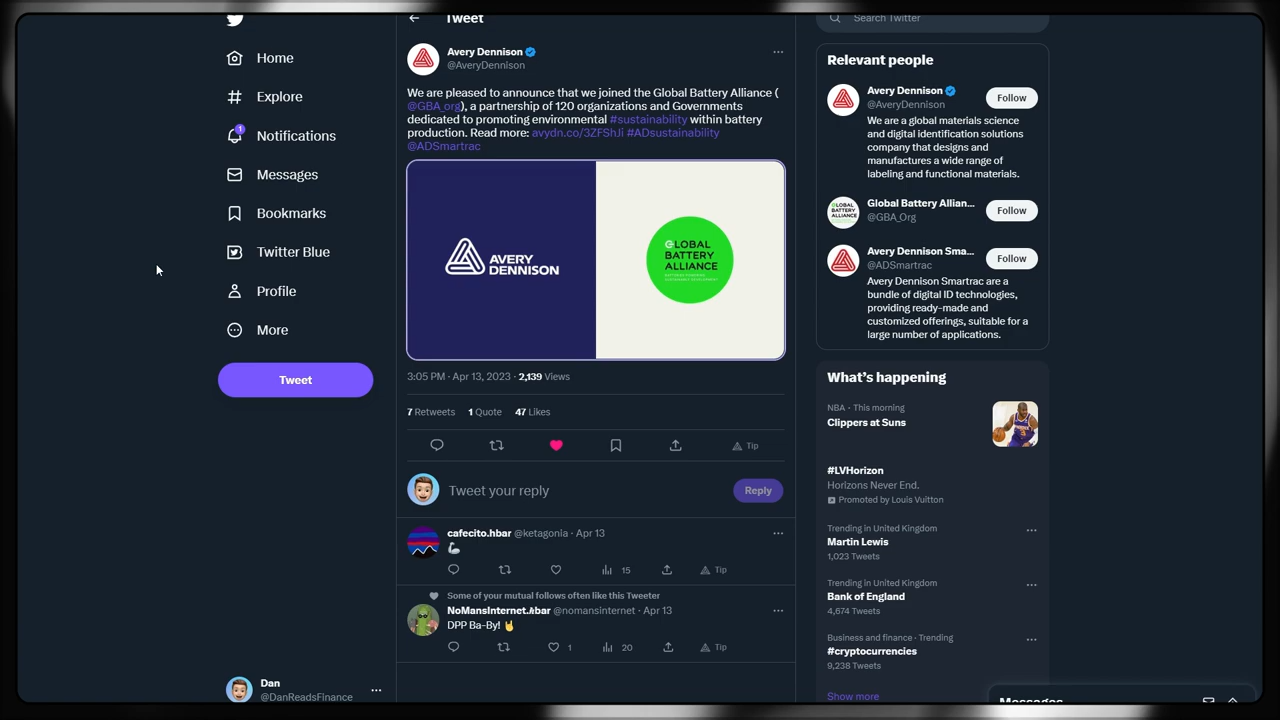 Home
Explore
1
Notifications
Messages
Bookmarks
Twitter Blue
Profile
More
Tweet
Dan
@DanReadsFinance
Tweet
Avery Dennison
@AveryDennison
We are pleased to announce that we joined the Global Battery Alliance (
@GBA_org), a partnership of 120 organizations and Governments
dedicated to promoting environmental #sustainability within battery
production. Read more: avydn.co/3ZFShJi #ADsustainability
@ADSmartrac
AVERY
DENNISON
GLOBAL
BATTERY
ALLIANCE
3:05 PM · Apr 13, 2023 · 2,139 Views
7 Retweets 1 Quote 47 Likes
Tip
Tweet your reply
Reply
cafecito.hbar @ketagonia · Apr 13
15
Tip
Some of your mutual follows often like this Tweeter
NoMansInternet.ℏbar @nomansinternet · Apr 13
DPP Ba-By! 🤘
1
20
Tip
Search Twitter
Relevant people
Avery Dennison
@AveryDennison
Follow
We are a global materials science
and digital identification solutions
company that designs and
manufactures a wide range of
labeling and functional materials.
GLOBAL
BATTERY
ALLIANCE
Global Battery Allian...
@GBA_Org
Follow
Avery Dennison Sma...
@ADSmartrac
Follow
Avery Dennison Smartrac are a
bundle of digital ID technologies,
providing ready-made and
customized offerings, suitable for a
large number of applications.
What's happening
NBA · This morning
Clippers at Suns
#LVHorizon
Horizons Never End.
Promoted by Louis Vuitton
Trending in United Kingdom
Martin Lewis
1,023 Tweets
Trending in United Kingdom
Bank of England
4,674 Tweets
Business and finance · Trending
#cryptocurrencies
9,238 Tweets
Show more
Messages